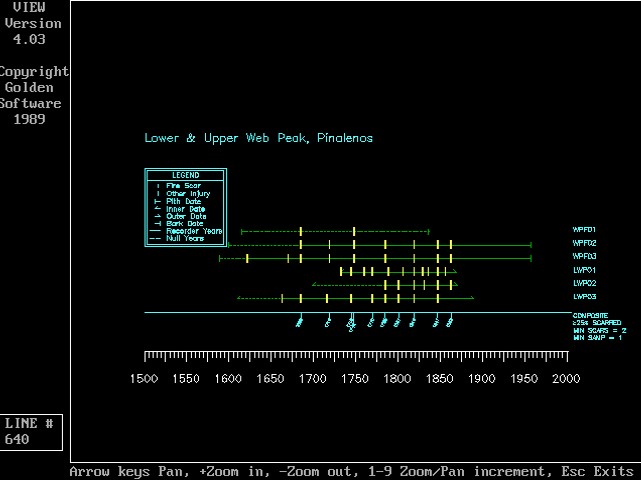 VIEW
Version
4.03
Copyright
Golden
Software
1989
Lower & Upper Web Peak, Pinalenos
LEGEND
Fire Scar
Other Injury
Pith Date
Inner Date
Outer Date
Bark Date
Recorder Years
Null Years
WPF01
WPF02
WPF03
LWP01
LWP02
LWP03
COMPOSITE
≥25% SCARRED
MIN SCARS = 2
MIN SAMP = 1
1500 1550 1600 1650 1700 1750 1800 1850 1900 1950 2000
LINE #
640
Arrow keys Pan, +Zoom in, -Zoom out, 1-9 Zoom/Pan increment, Esc Exits